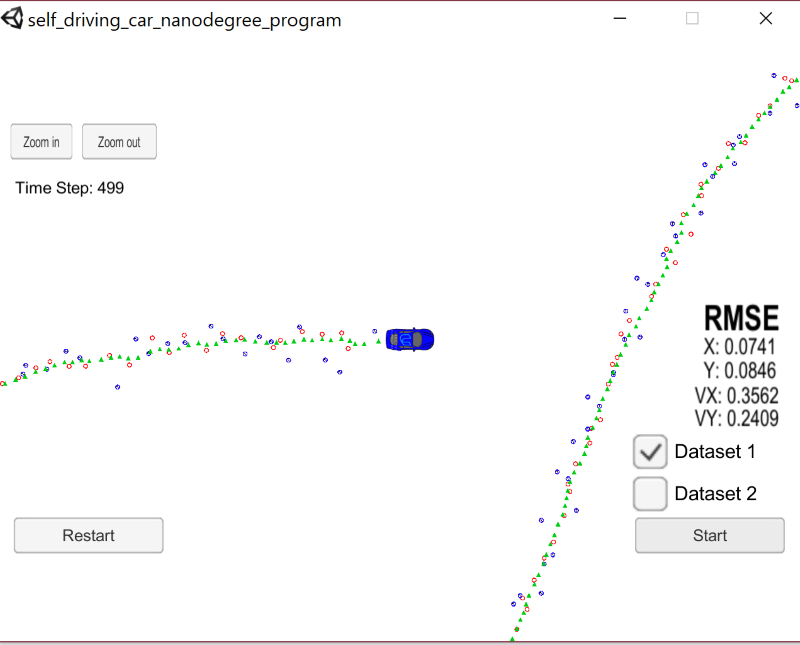 self_driving_car_nanodegree_program
Zoom in
Zoom out
Time Step: 499
RMSE
X: 0.0741
Y: 0.0846
VX: 0.3562
VY: 0.2409
Dataset 1
Dataset 2
Restart
Start